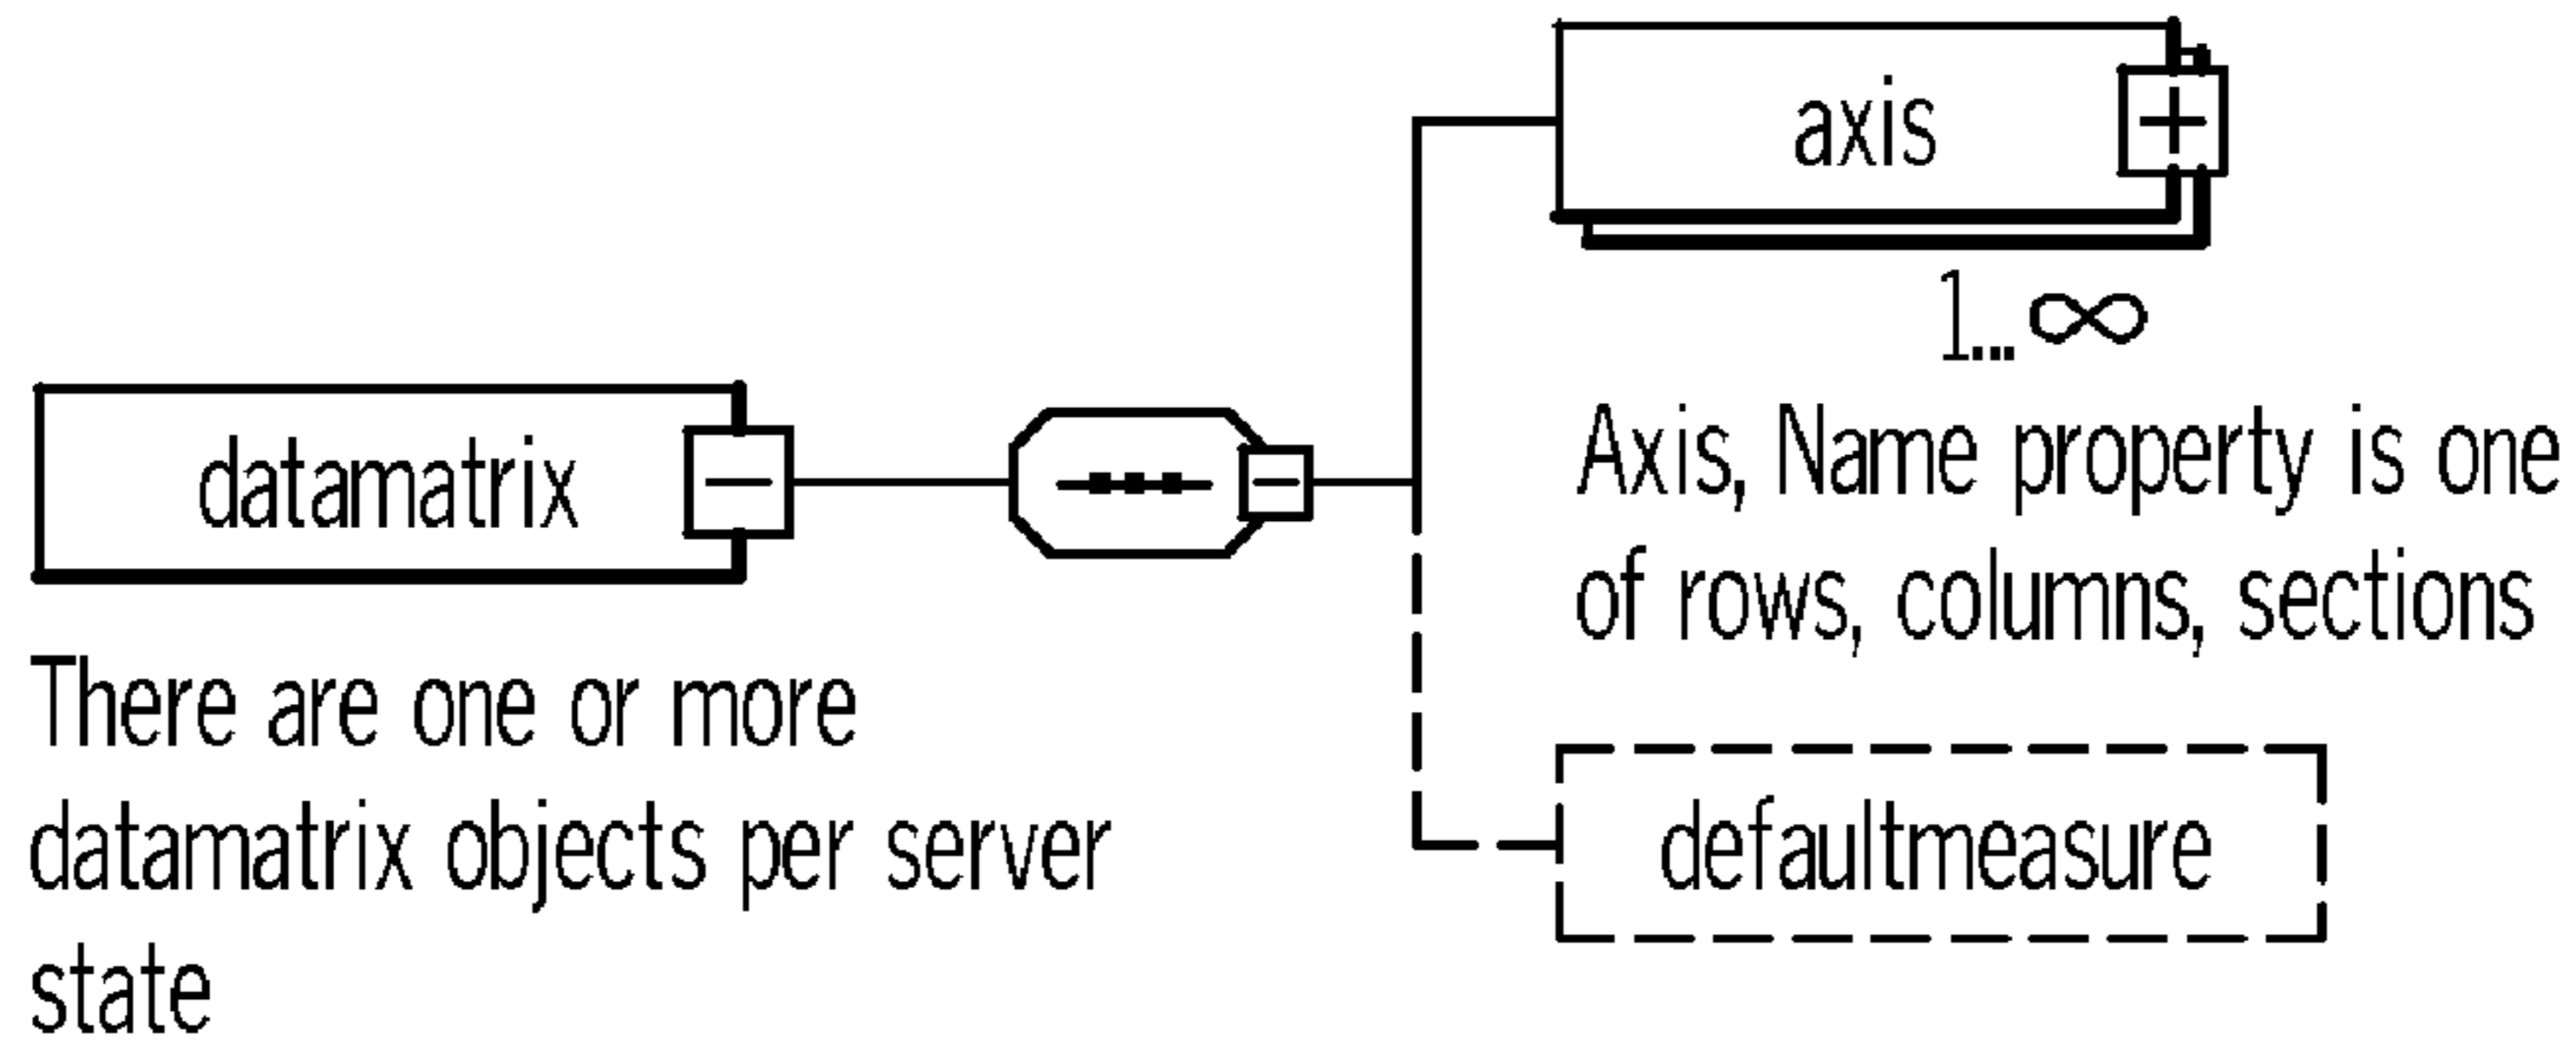 axis
1...∞
datamatrix
Axis, Name property is one
of rows, columns, sections
There are one or more
datamatrix objects per server
state
defaultmeasure